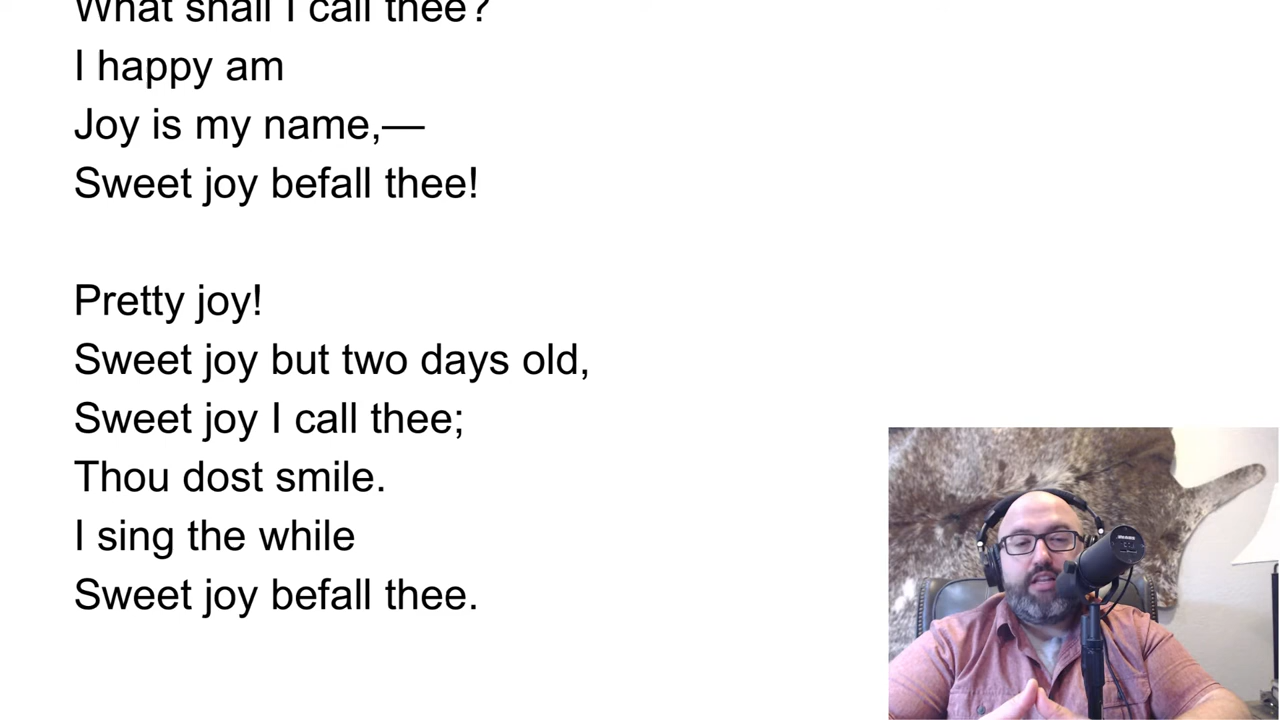 What shall I call thee?
I happy am
Joy is my name,—
Sweet joy befall thee!
Pretty joy!
Sweet joy but two days old,
Sweet joy I call thee;
Thou dost smile.
I sing the while
Sweet joy befall thee.